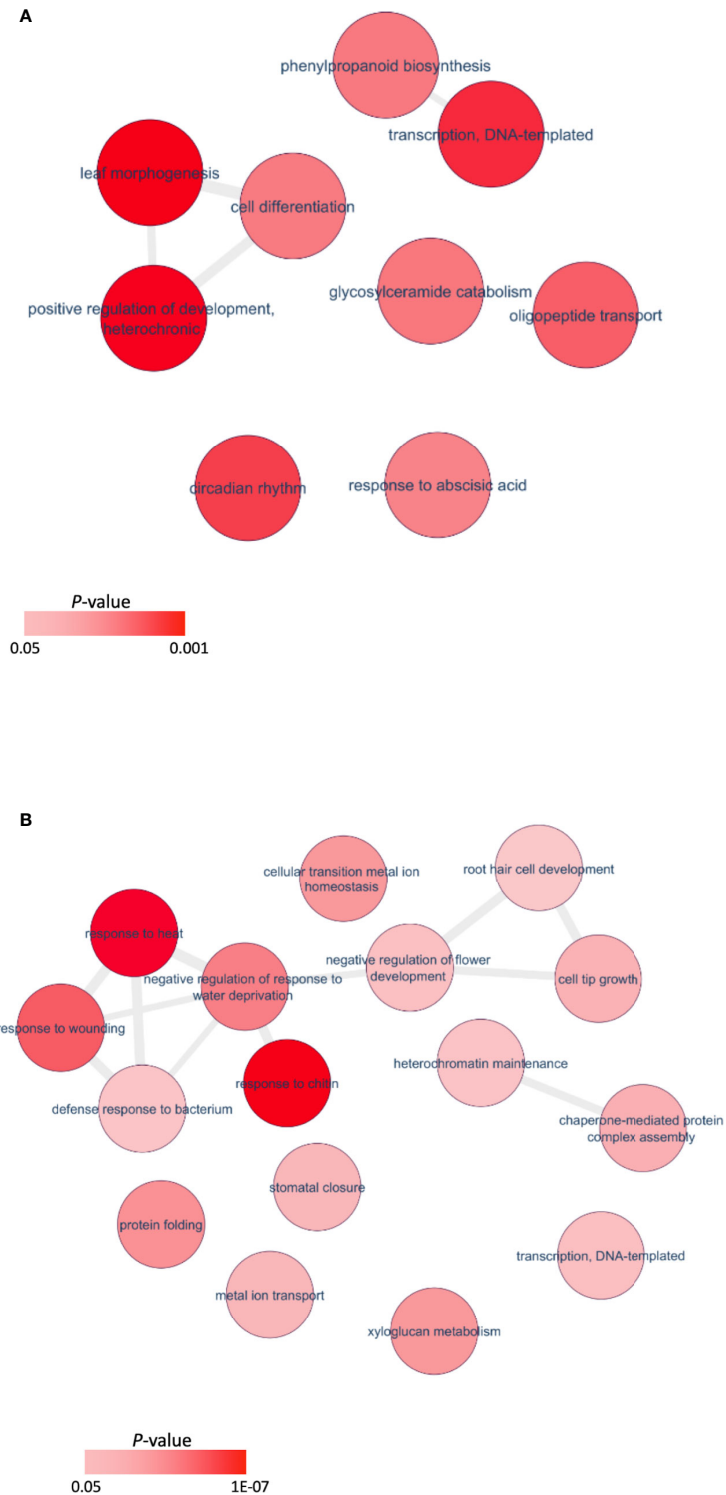 A
phenylpropanoid biosynthesis
transcription, DNA-templated
leaf morphogenesis
cell differentiation
glycosylceramide catabolism
positive regulation of development,
heterochronic
oligopeptide transport
circadian rhythm
response to abscisic acid
P-value
0.05
0.001
B
cellular transition metal ion
homeostasis
root hair cell development
response to heat
negative regulation of flower
development
negative regulation of response to
water deprivation
cell tip growth
response to wounding
heterochromatin maintenance
response to chitin
defense response to bacterium
chaperone-mediated protein
complex assembly
stomatal closure
protein folding
transcription, DNA-templated
metal ion transport
xyloglucan metabolism
P-value
0.05
1E-07